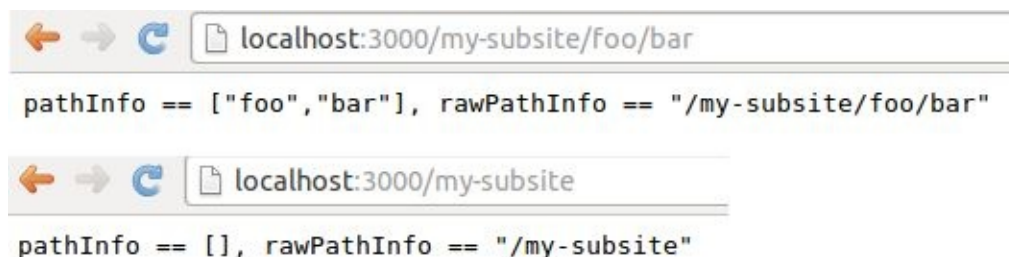 localhost:3000/my-subsite/foo/bar
pathInfo == ["foo","bar"], rawPathInfo == "/my-subsite/foo/bar"
localhost:3000/my-subsite
pathInfo == [], rawPathInfo == "/my-subsite"